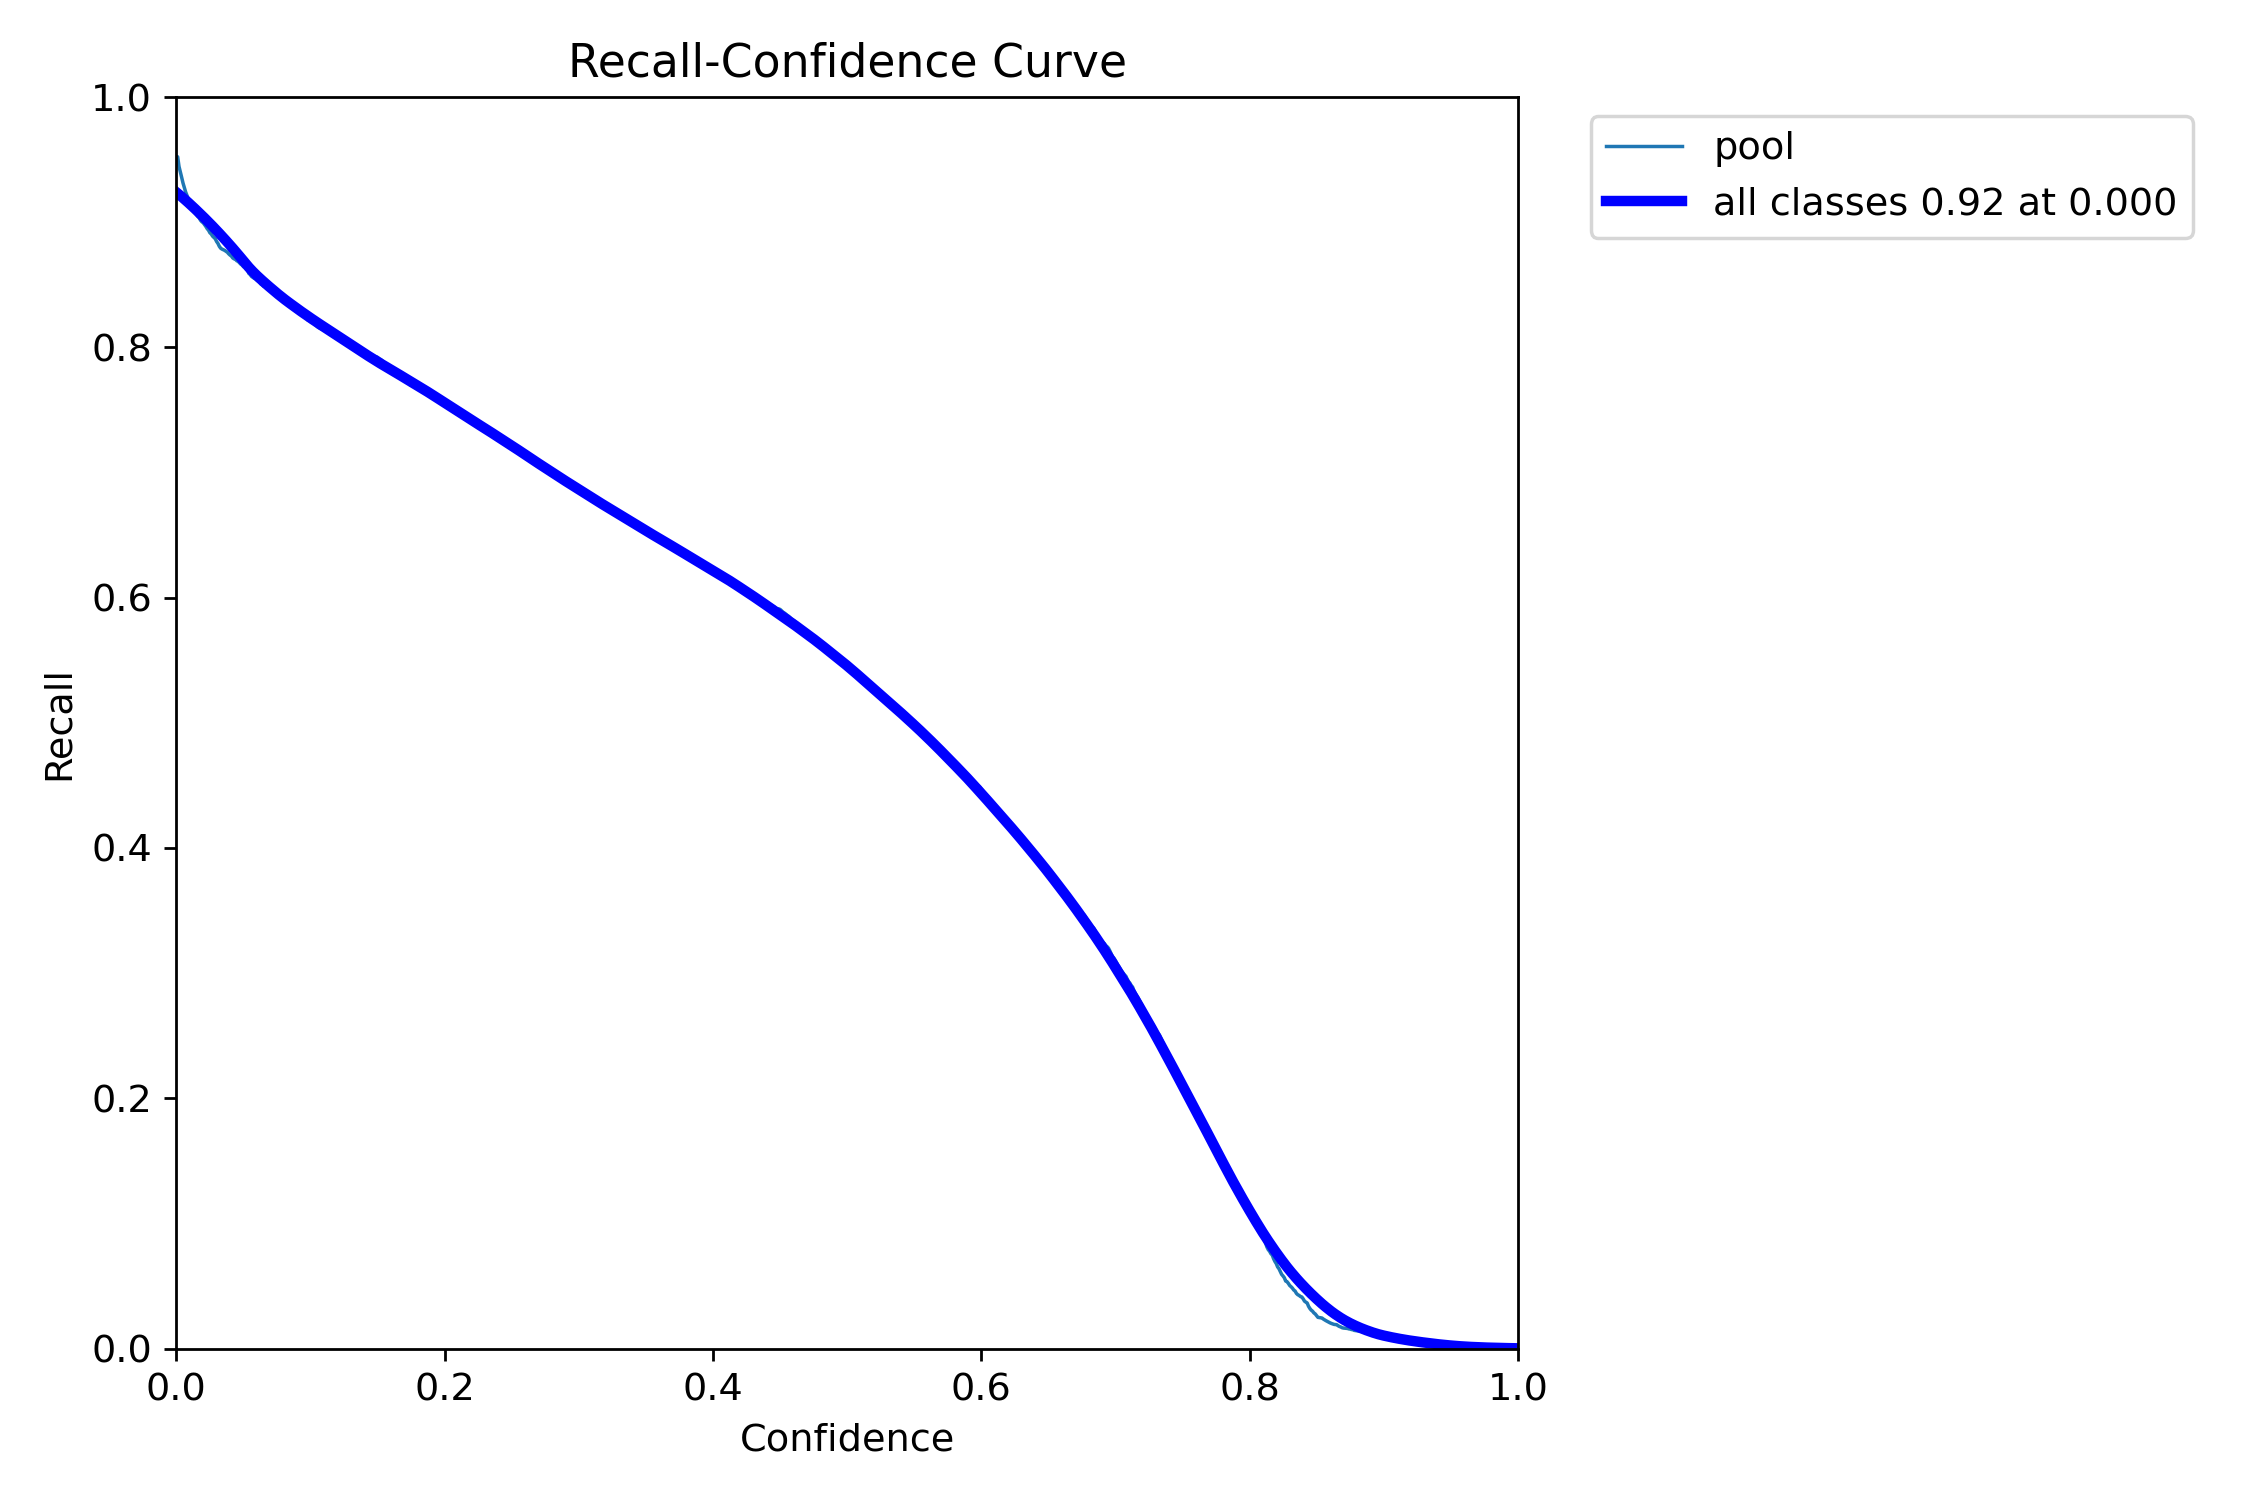 Recall-Confidence Curve
1.0
0.8
0.6
0.4
0.2
0.0
Recall
0.0 0.2 0.4 0.6 0.8 1.0
Confidence
pool
all classes 0.92 at 0.000